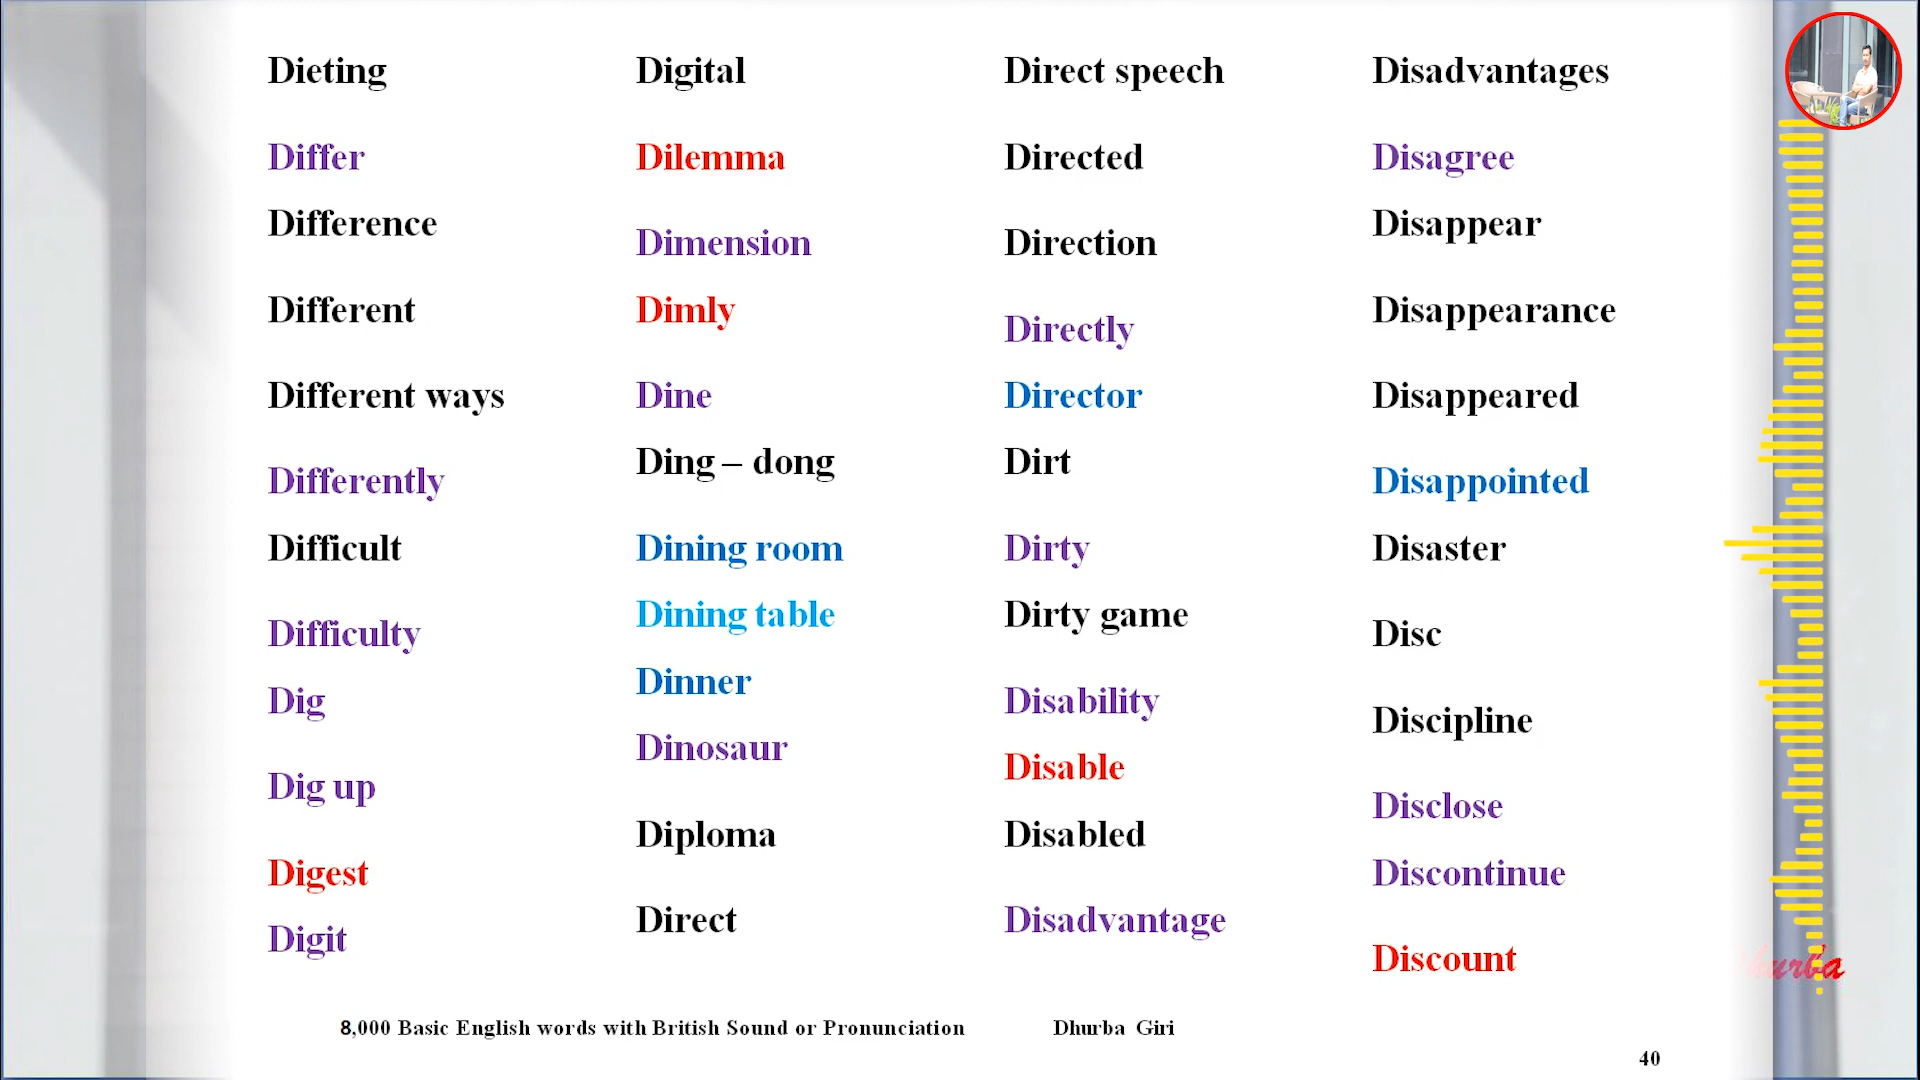 Dieting
Differ
Difference
Different
Different ways
Differently
Difficult
Difficulty
Dig
Dig up
Digest
Digit
Digital
Dilemma
Dimension
Dimly
Dine
Ding – dong
Dining room
Dining table
Dinner
Dinosaur
Diploma
Direct
Direct speech
Directed
Direction
Directly
Director
Dirt
Dirty
Dirty game
Disability
Disable
Disabled
Disadvantage
Disadvantages
Disagree
Disappear
Disappearance
Disappeared
Disappointed
Disaster
Disc
Discipline
Disclose
Discontinue
Discount
8,000 Basic English words with British Sound or Pronunciation Dhurba Giri
40